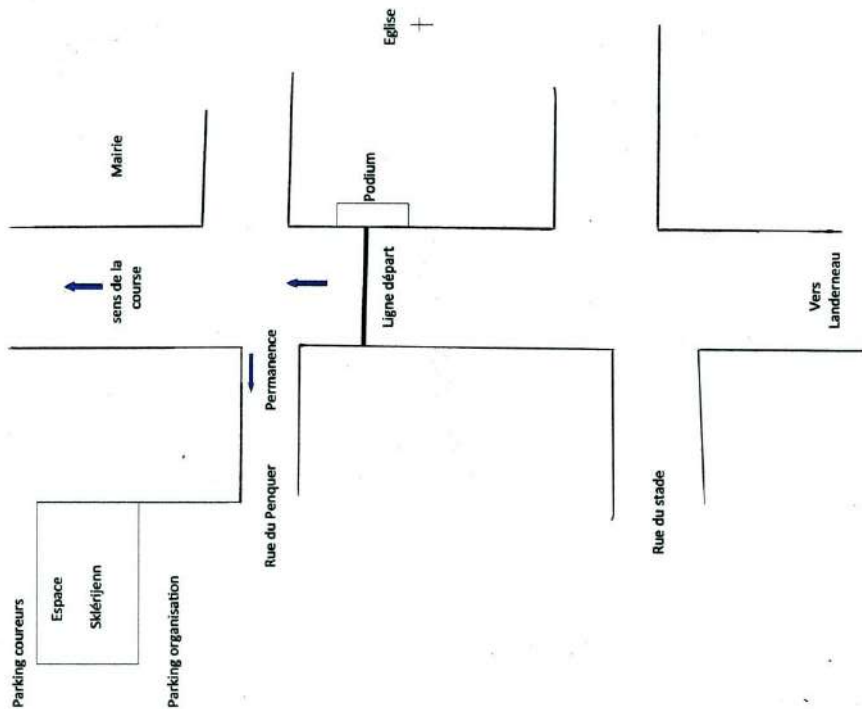 Eglise
Mairie
Podium
sens de la
course
Ligne départ
Vers
Landerneau
Permanence
Rue du Penquer
Rue du stade
Parking coureurs
Espace
Sklérijenn
Parking organisation